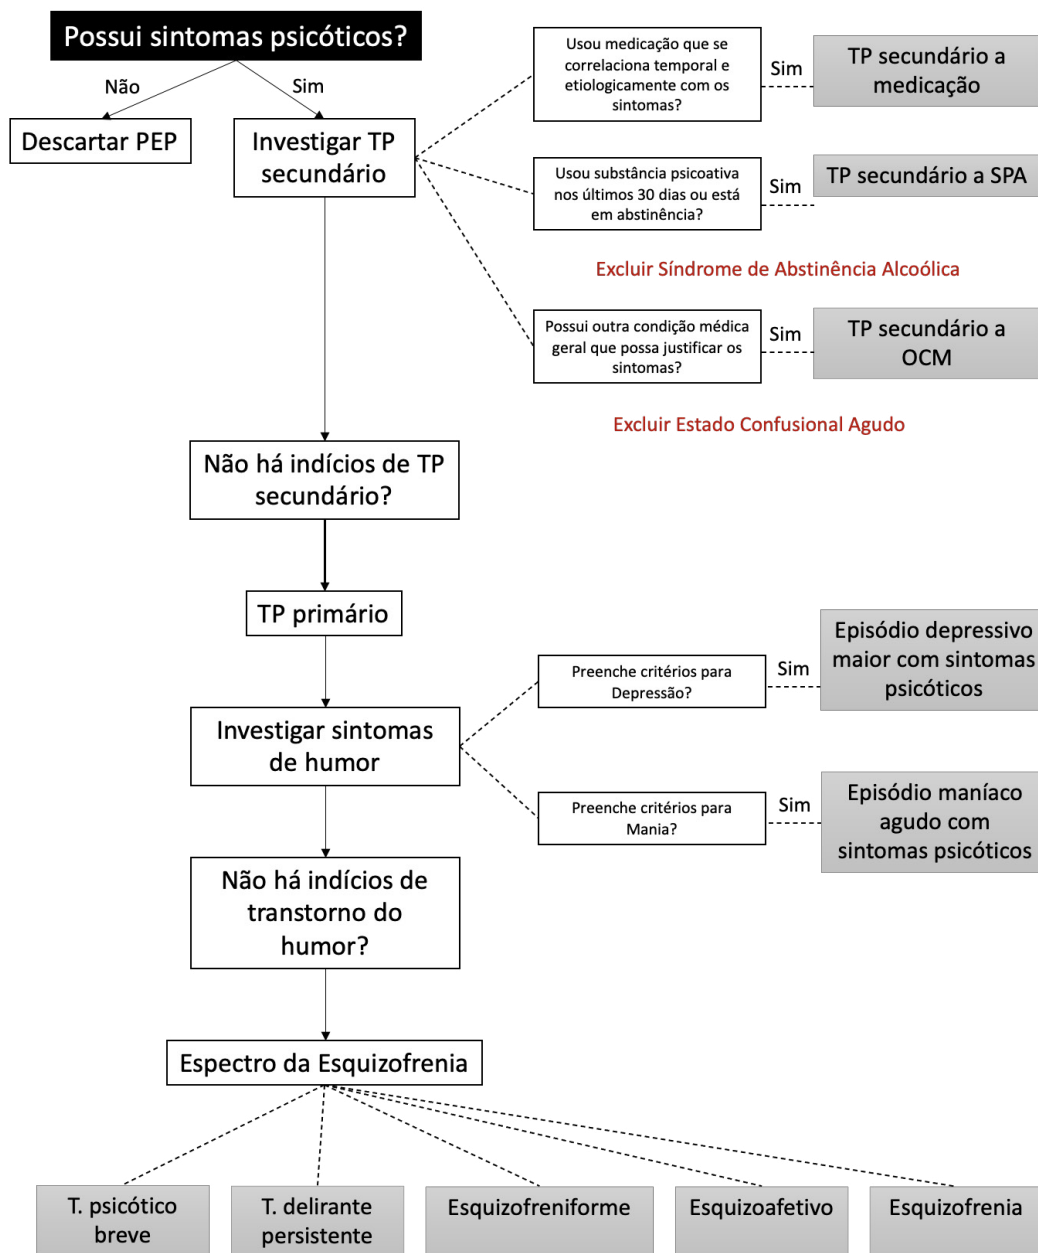 Possui sintomas psicóticos?
Não
Sim
Descartar PEP
Investigar TP
secundário
Usou medicação que se
correlaciona temporal e
etiologicamente com os
sintomas?
Sim
TP secundário a
medicação
Usou substância psicoativa
nos últimos 30 dias ou está
em abstinência?
Sim
TP secundário a SPA
Excluir Síndrome de Abstinência Alcoólica
Possui outra condição médica
geral que possa justificar os
sintomas?
Sim
TP secundário a
OCM
Excluir Estado Confusional Agudo
Não há indícios de TP
secundário?
TP primário
Investigar sintomas
de humor
Preenche critérios para
Depressão?
Sim
Episódio depressivo
maior com sintomas
psicóticos
Preenche critérios para
Mania?
Sim
Episódio maníaco
agudo com
sintomas psicóticos
Não há indícios de
transtorno do
humor?
Espectro da Esquizofrenia
T. psicótico
breve
T. delirante
persistente
Esquizofreniforme
Esquizoafetivo
Esquizofrenia